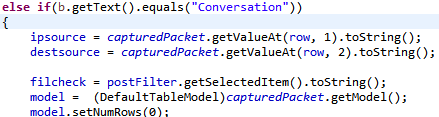 else if(b.getText().equals("Conversation"))
{
ipsource = capturedPacket.getValueAt(row, 1).toString();
destsource = capturedPacket.getValueAt(row, 2).toString();
filcheck = postFilter.getSelectedItem().toString();
model =  (DefaultTableModel)capturedPacket.getModel();
model.setNumRows(0);